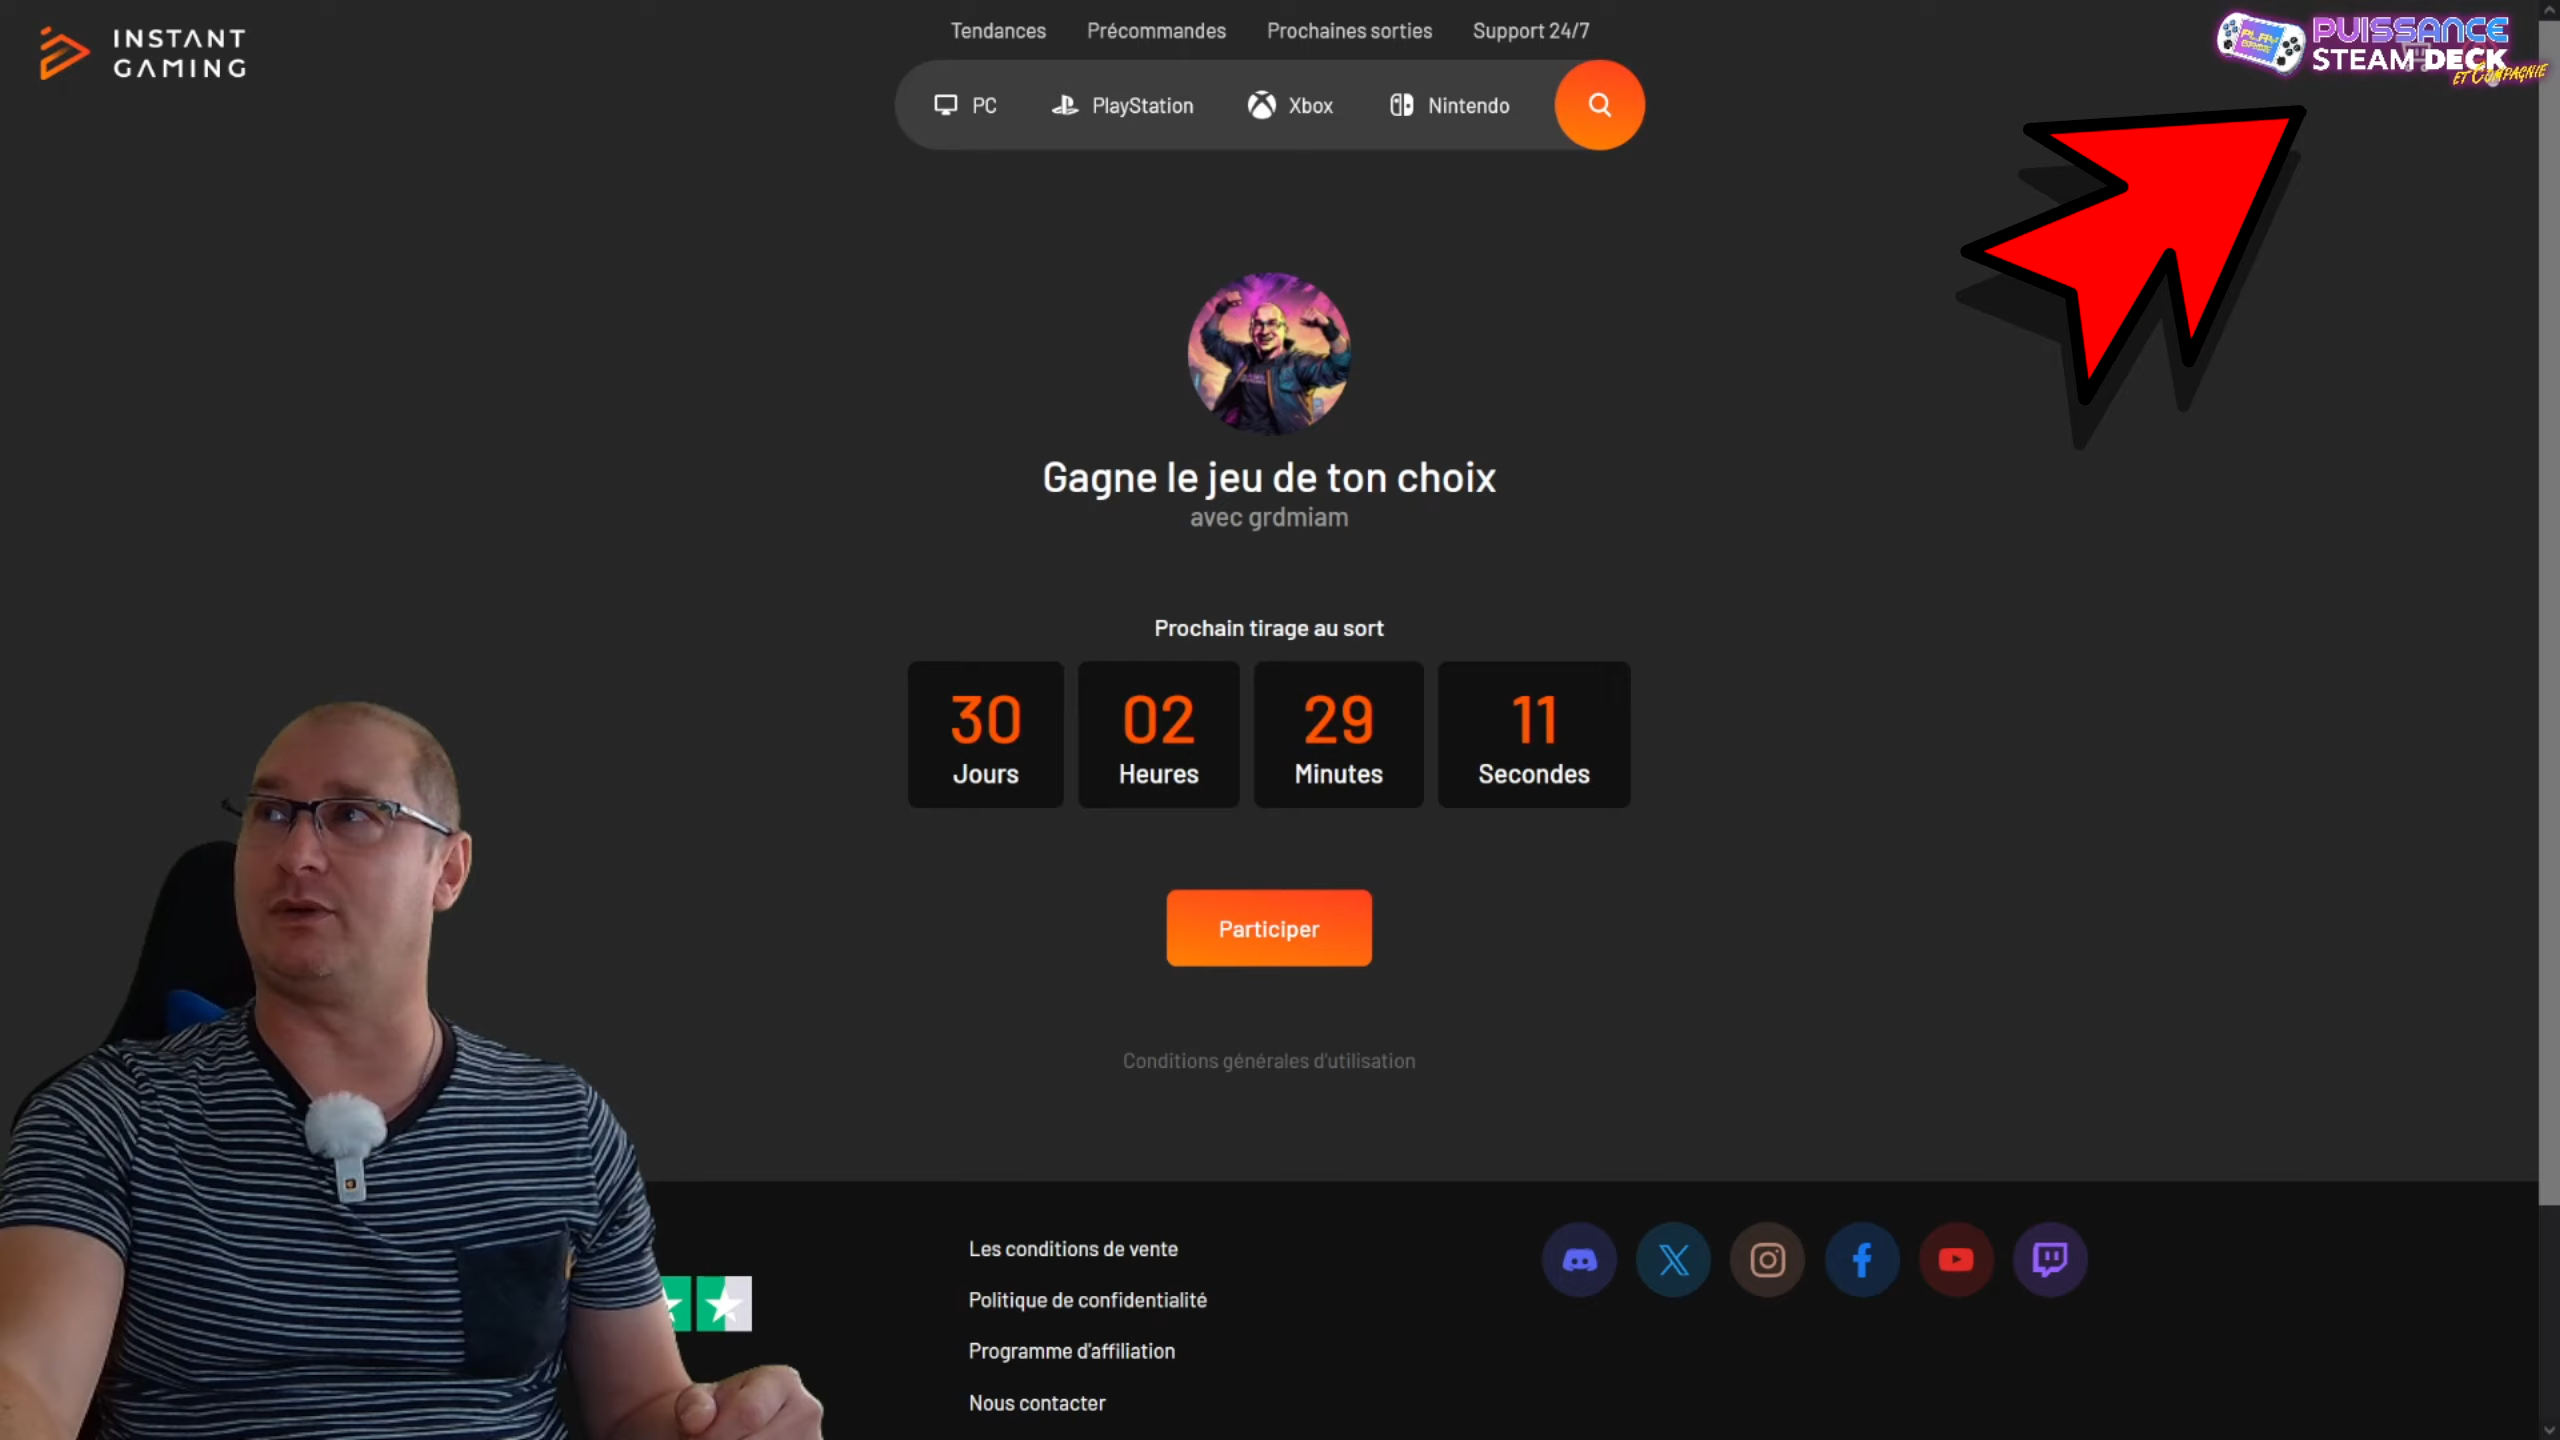 INSTANT
GAMING
Tendances Précommandes Prochaines sorties Support 24/7
PC PlayStation Xbox Nintendo
PLAY
PUISSANCE
STEAM DECK
ET COMPAGNIE
Gagne le jeu de ton choix
avec grdmiam
Prochain tirage au sort
30 02 29 11
Jours Heures Minutes Secondes
Participer
Conditions générales d'utilisation
Les conditions de vente
Politique de confidentialité
Programme d'affiliation
Nous contacter